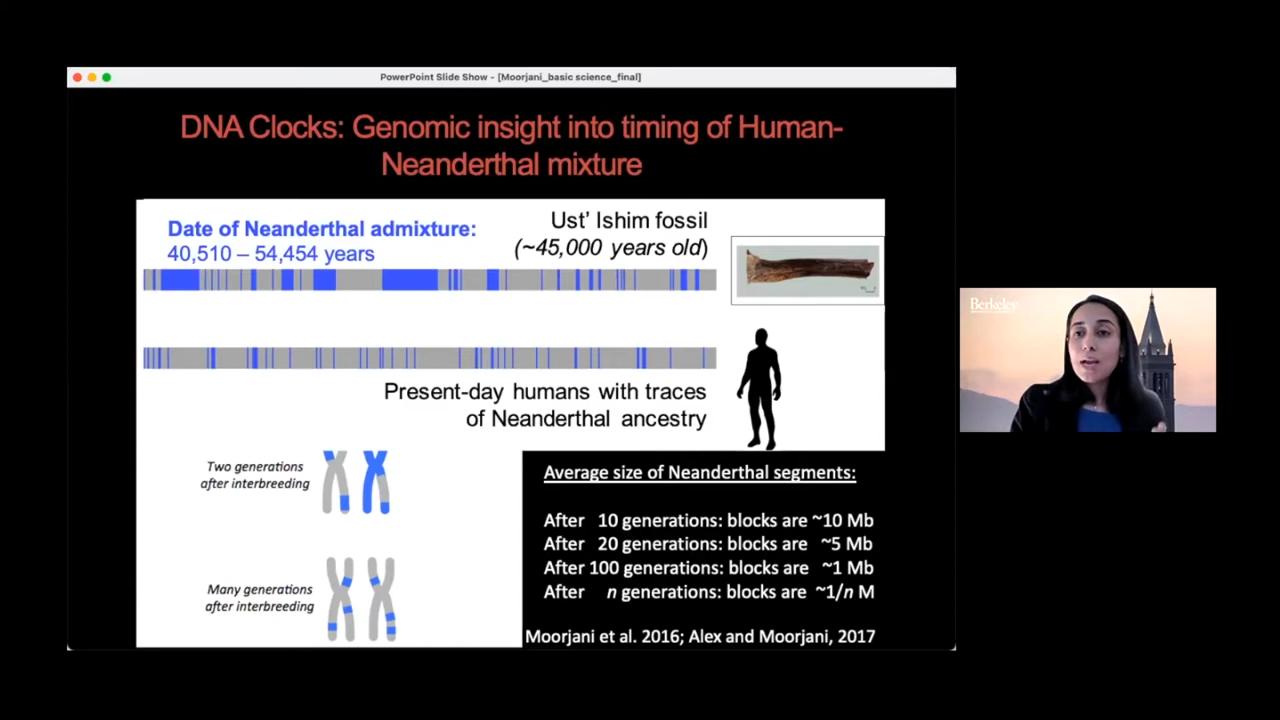 PowerPoint Slide Show - [Moorjani_basic science_final]
DNA Clocks: Genomic insight into timing of Human-
Neanderthal mixture
Date of Neanderthal admixture:
40,510 – 54,454 years
Ust' Ishim fossil
(~45,000 years old)
Present-day humans with traces
of Neanderthal ancestry
Two generations
after interbreeding
Many generations
after interbreeding
Average size of Neanderthal segments:
After 10 generations: blocks are ~10 Mb
After 20 generations: blocks are ~5 Mb
After 100 generations: blocks are ~1 Mb
After n generations: blocks are ~1/n M
Moorjani et al. 2016; Alex and Moorjani, 2017
Berkeley